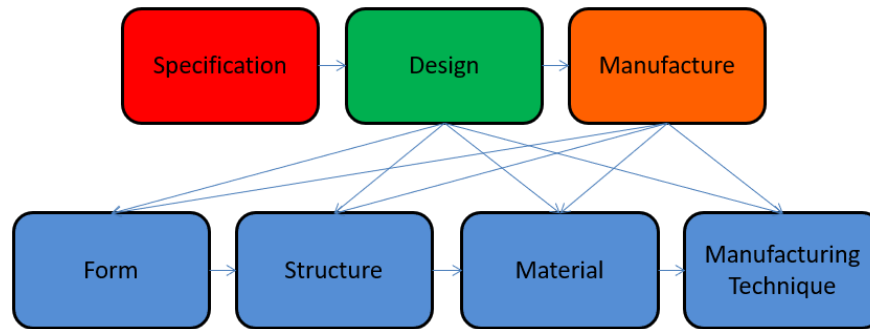 Specification
Design
Manufacture
Form
Structure
Material
Manufacturing
Technique